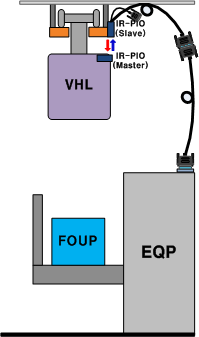 IR-PIO
(Slave)
IR-PIO
(Master)
VHL
FOUP
EQP